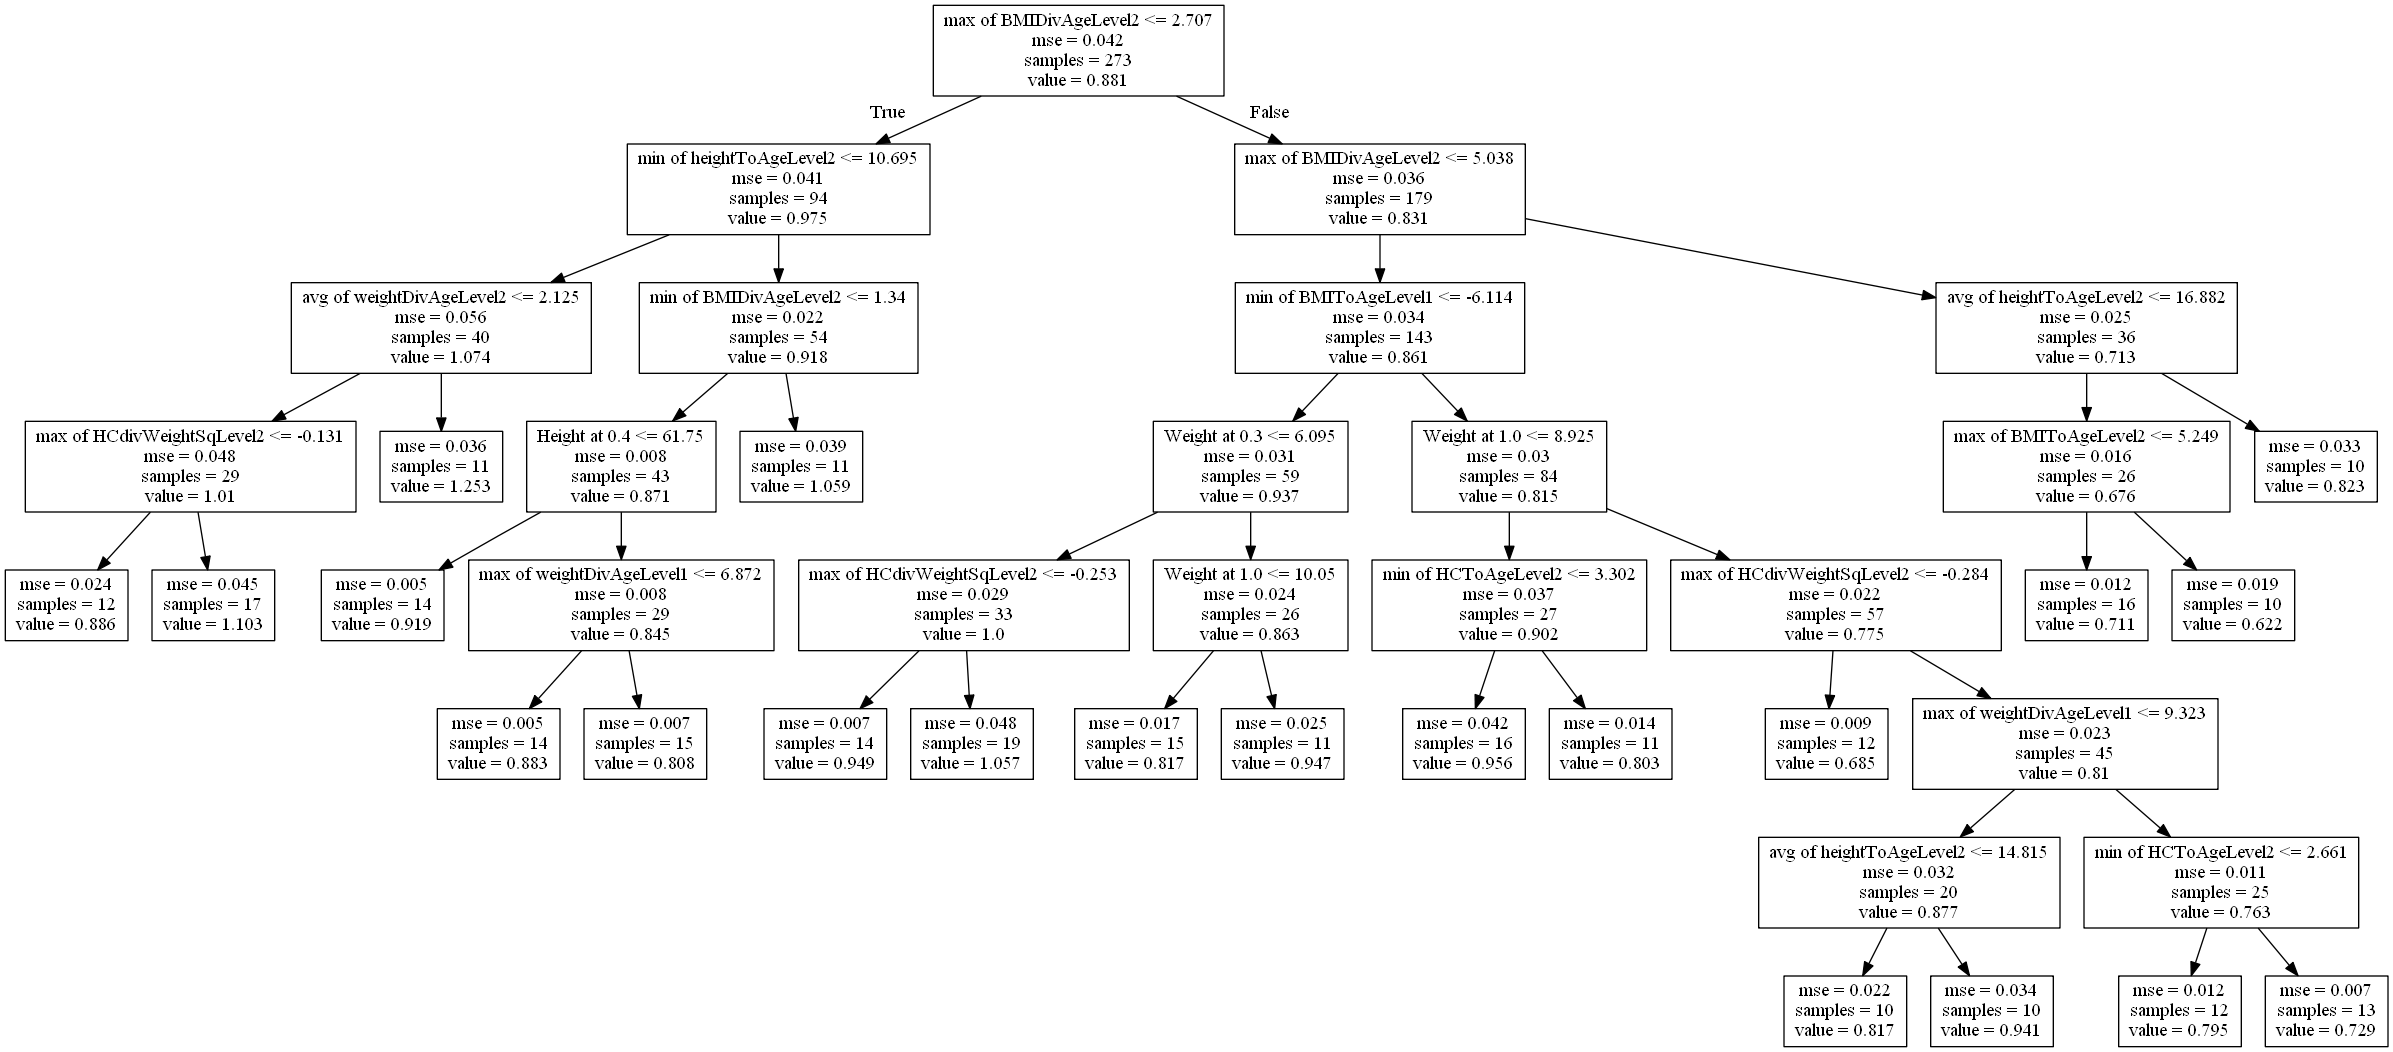 max of BMIDivAgeLevel2 <= 2.707
mse = 0.042
samples = 273
value = 0.881
True
False
min of heightToAgeLevel2 <= 10.695
mse = 0.041
samples = 94
value = 0.975
max of BMIDivAgeLevel2 <= 5.038
mse = 0.036
samples = 179
value = 0.831
avg of weightDivAgeLevel2 <= 2.125
mse = 0.056
samples = 40
value = 1.074
min of BMIDivAgeLevel2 <= 1.34
mse = 0.022
samples = 54
value = 0.918
min of BMIToAgeLevel1 <= -6.114
mse = 0.034
samples = 143
value = 0.861
avg of heightToAgeLevel2 <= 16.882
mse = 0.025
samples = 36
value = 0.713
max of HCdivWeightSqLevel2 <= -0.131
mse = 0.048
samples = 29
value = 1.01
mse = 0.036
samples = 11
value = 1.253
Height at 0.4 <= 61.75
mse = 0.008
samples = 43
value = 0.871
mse = 0.039
samples = 11
value = 1.059
Weight at 0.3 <= 6.095
mse = 0.031
samples = 59
value = 0.937
Weight at 1.0 <= 8.925
mse = 0.03
samples = 84
value = 0.815
max of BMIToAgeLevel2 <= 5.249
mse = 0.016
samples = 26
value = 0.676
mse = 0.033
samples = 10
value = 0.823
mse = 0.024
samples = 12
value = 0.886
mse = 0.045
samples = 17
value = 1.103
mse = 0.005
samples = 14
value = 0.919
max of weightDivAgeLevel1 <= 6.872
mse = 0.008
samples = 29
value = 0.845
max of HCdivWeightSqLevel2 <= -0.253
mse = 0.029
samples = 33
value = 1.0
Weight at 1.0 <= 10.05
mse = 0.024
samples = 26
value = 0.863
min of HCToAgeLevel2 <= 3.302
mse = 0.037
samples = 27
value = 0.902
max of HCdivWeightSqLevel2 <= -0.284
mse = 0.022
samples = 57
value = 0.775
mse = 0.012
samples = 16
value = 0.711
mse = 0.019
samples = 10
value = 0.622
mse = 0.005
samples = 14
value = 0.883
mse = 0.007
samples = 15
value = 0.808
mse = 0.007
samples = 14
value = 0.949
mse = 0.048
samples = 19
value = 1.057
mse = 0.017
samples = 15
value = 0.817
mse = 0.025
samples = 11
value = 0.947
mse = 0.042
samples = 16
value = 0.956
mse = 0.014
samples = 11
value = 0.803
mse = 0.009
samples = 12
value = 0.685
max of weightDivAgeLevel1 <= 9.323
mse = 0.023
samples = 45
value = 0.81
avg of heightToAgeLevel2 <= 14.815
mse = 0.032
samples = 20
value = 0.877
min of HCToAgeLevel2 <= 2.661
mse = 0.011
samples = 25
value = 0.763
mse = 0.022
samples = 10
value = 0.817
mse = 0.034
samples = 10
value = 0.941
mse = 0.012
samples = 12
value = 0.795
mse = 0.007
samples = 13
value = 0.729